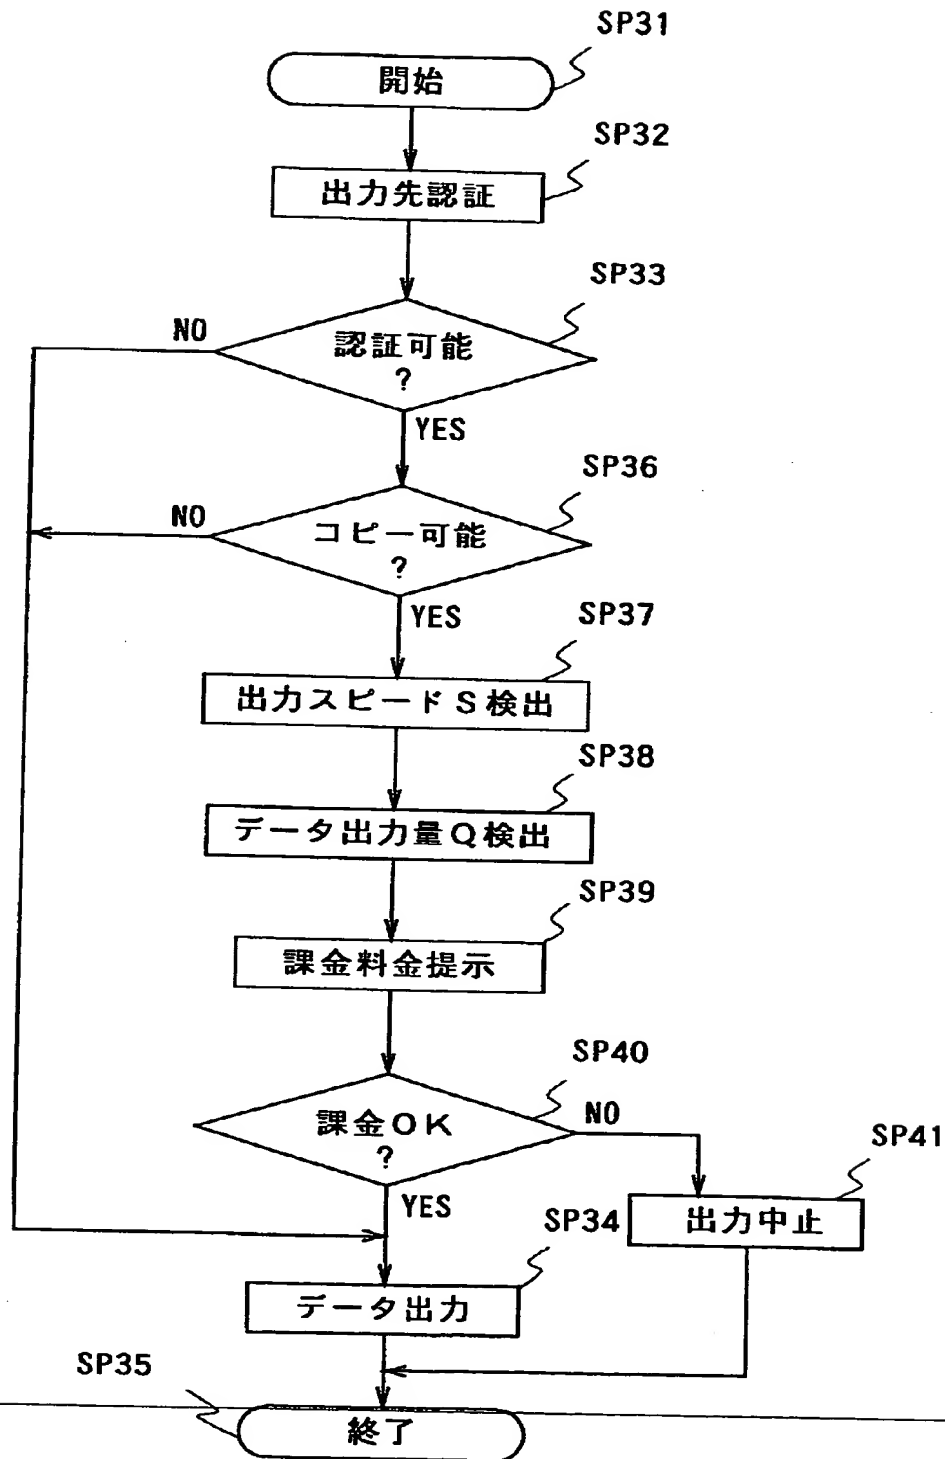 SP31
開始
SP32
出力先認証
SP33
認証可能
?
NO
YES
SP36
コピー可能
?
NO
YES
SP37
出力スピードS検出
SP38
データ出力量Q検出
SP39
課金料金提示
SP40
課金OK
?
NO
YES
SP41
出力中止
SP34
データ出力
SP35
終了